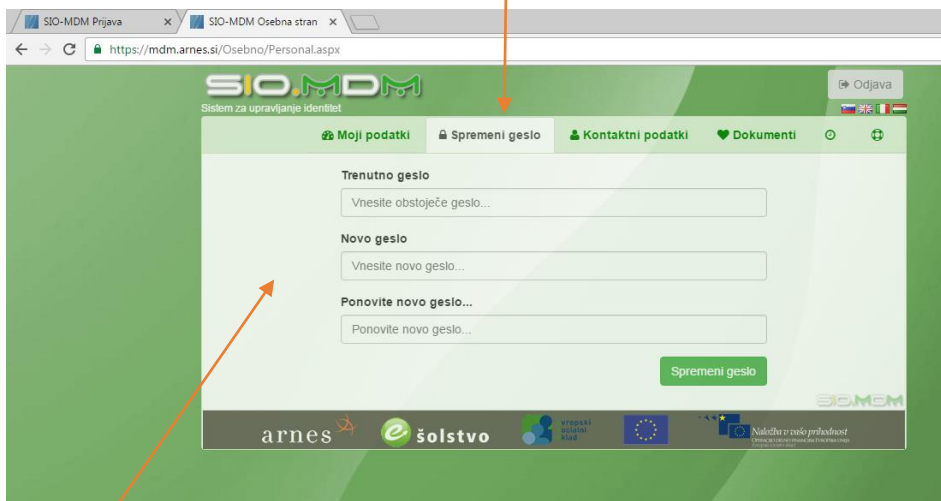 SIO-MDM Prijava
SIO-MDM Osebna stran
https://mdm.arnes.si/Osebno/Personal.aspx
SIO.MDM
Sistem za upravljanje identitet
Odjava
Moji podatki Spremeni geslo Kontaktni podatki Dokumenti
Trenutno geslo
Vnesite obstoječe geslo...
Novo geslo
Vnesite novo geslo...
Ponovite novo geslo...
Ponovite novo geslo...
Spremeni geslo
SIO.MDM
arnes
e šolstvo
Naložba v vašo prihodnost